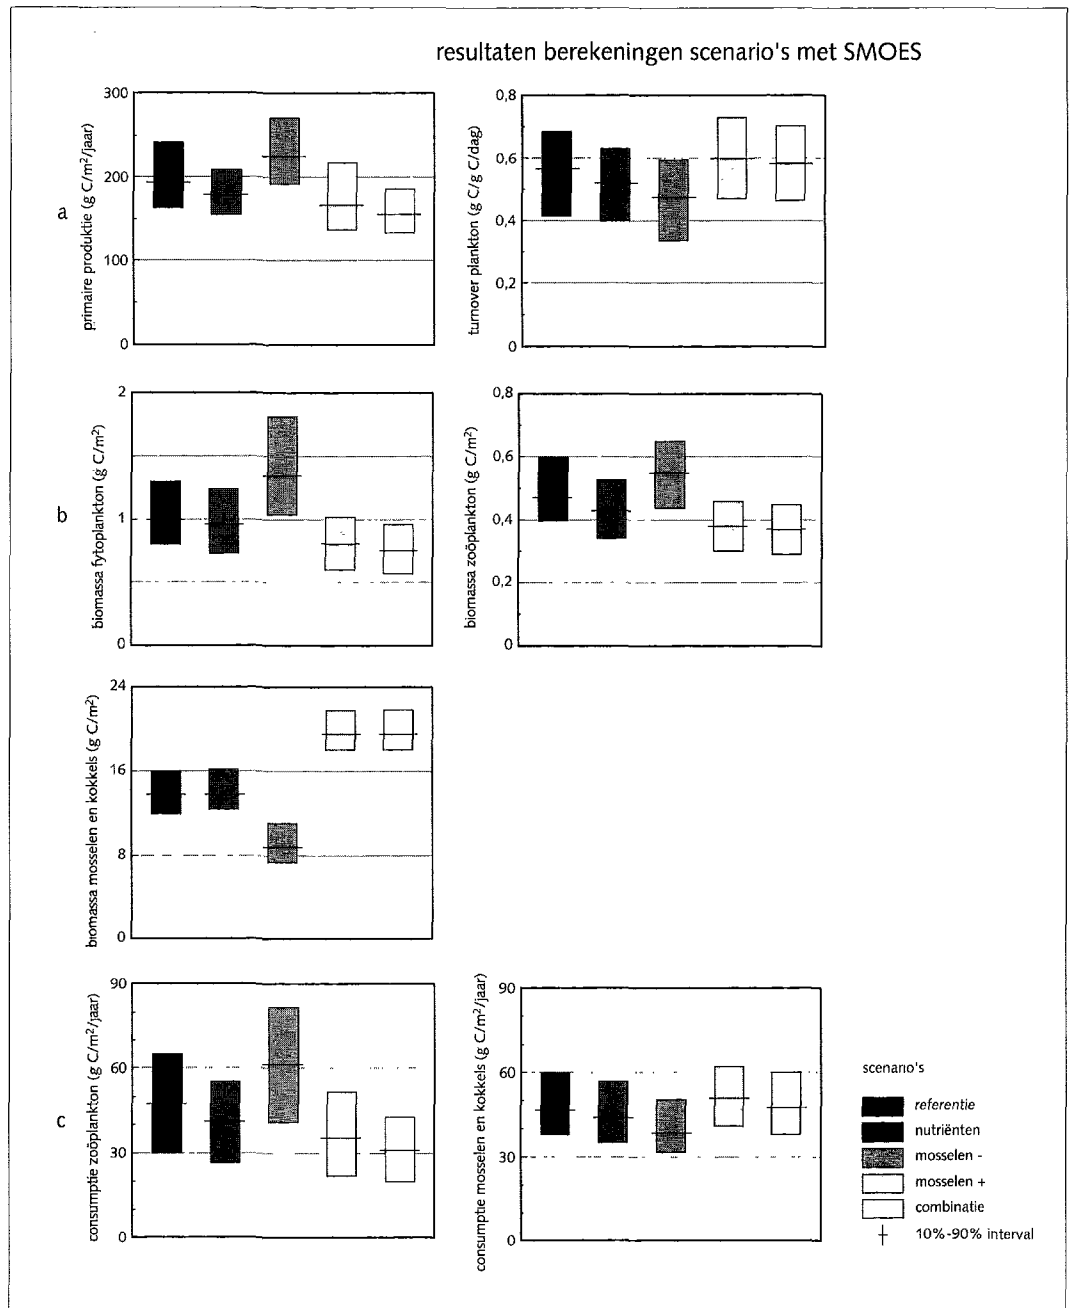 resultaten berekeningen scenario's met SMOES
a
primaire produktie (g C/m²/jaar)
300
200
100
0
turnover plankton (g C/g C/dag)
0,8
0,6
0,4
0,2
0
b
biomassa fytoplankton (g C/m²)
2
1
0
biomassa zoöplankton (g C/m²)
0,8
0,6
0,4
0,2
0
biomassa mosselen en kokkels (g C/m²)
24
16
8
0
c
consumptie zoöplankton (g C/m²/jaar)
90
60
30
0
consumptie mosselen en kokkels (g C/m²/jaar)
90
60
30
0
scenario's
referentie
nutriënten
mosselen -
mosselen +
combinatie
10%-90% interval